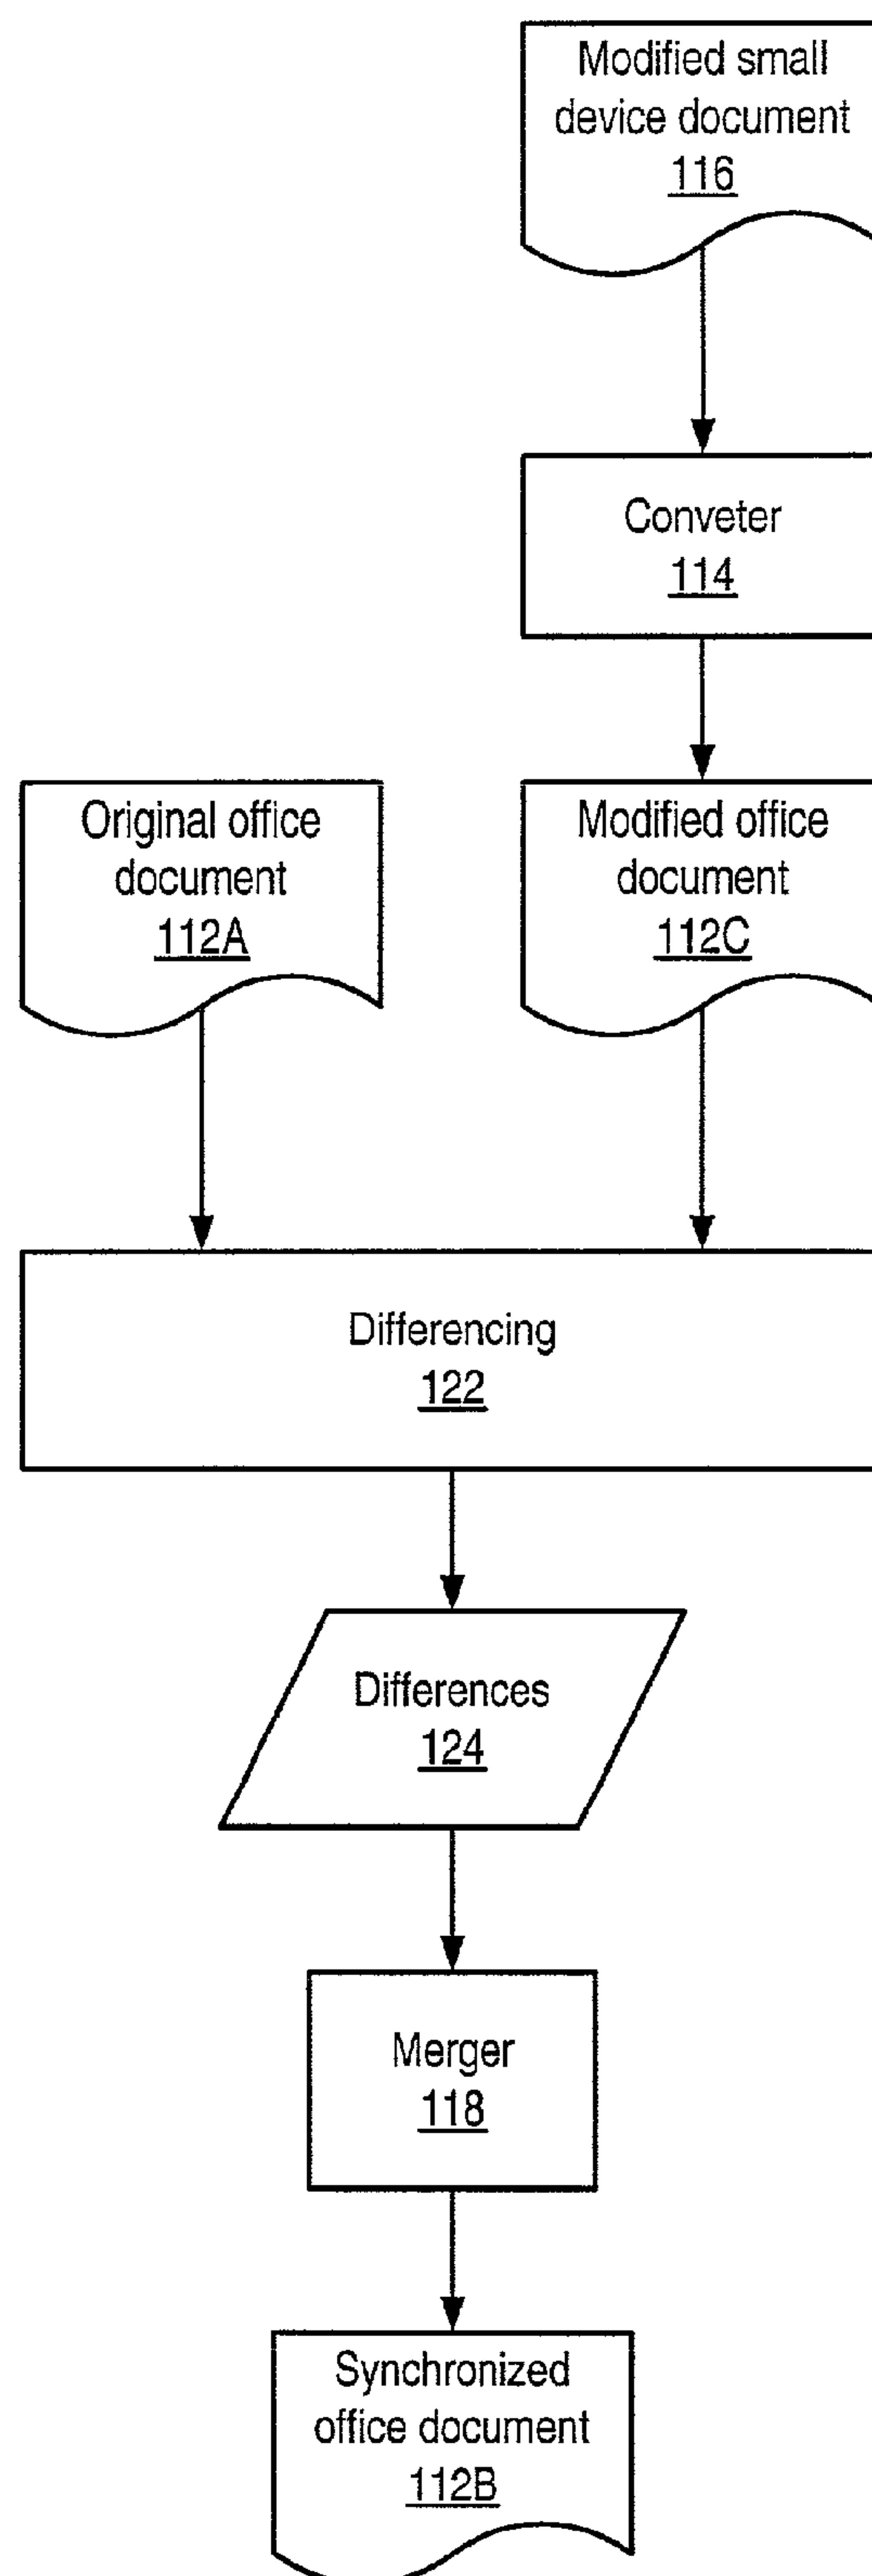 Modified small
device document
116
Conveter
114
Original office
document
112A
Modified office
document
112C
Differencing
122
Differences
124
Merger
118
Synchronized
office document
112B